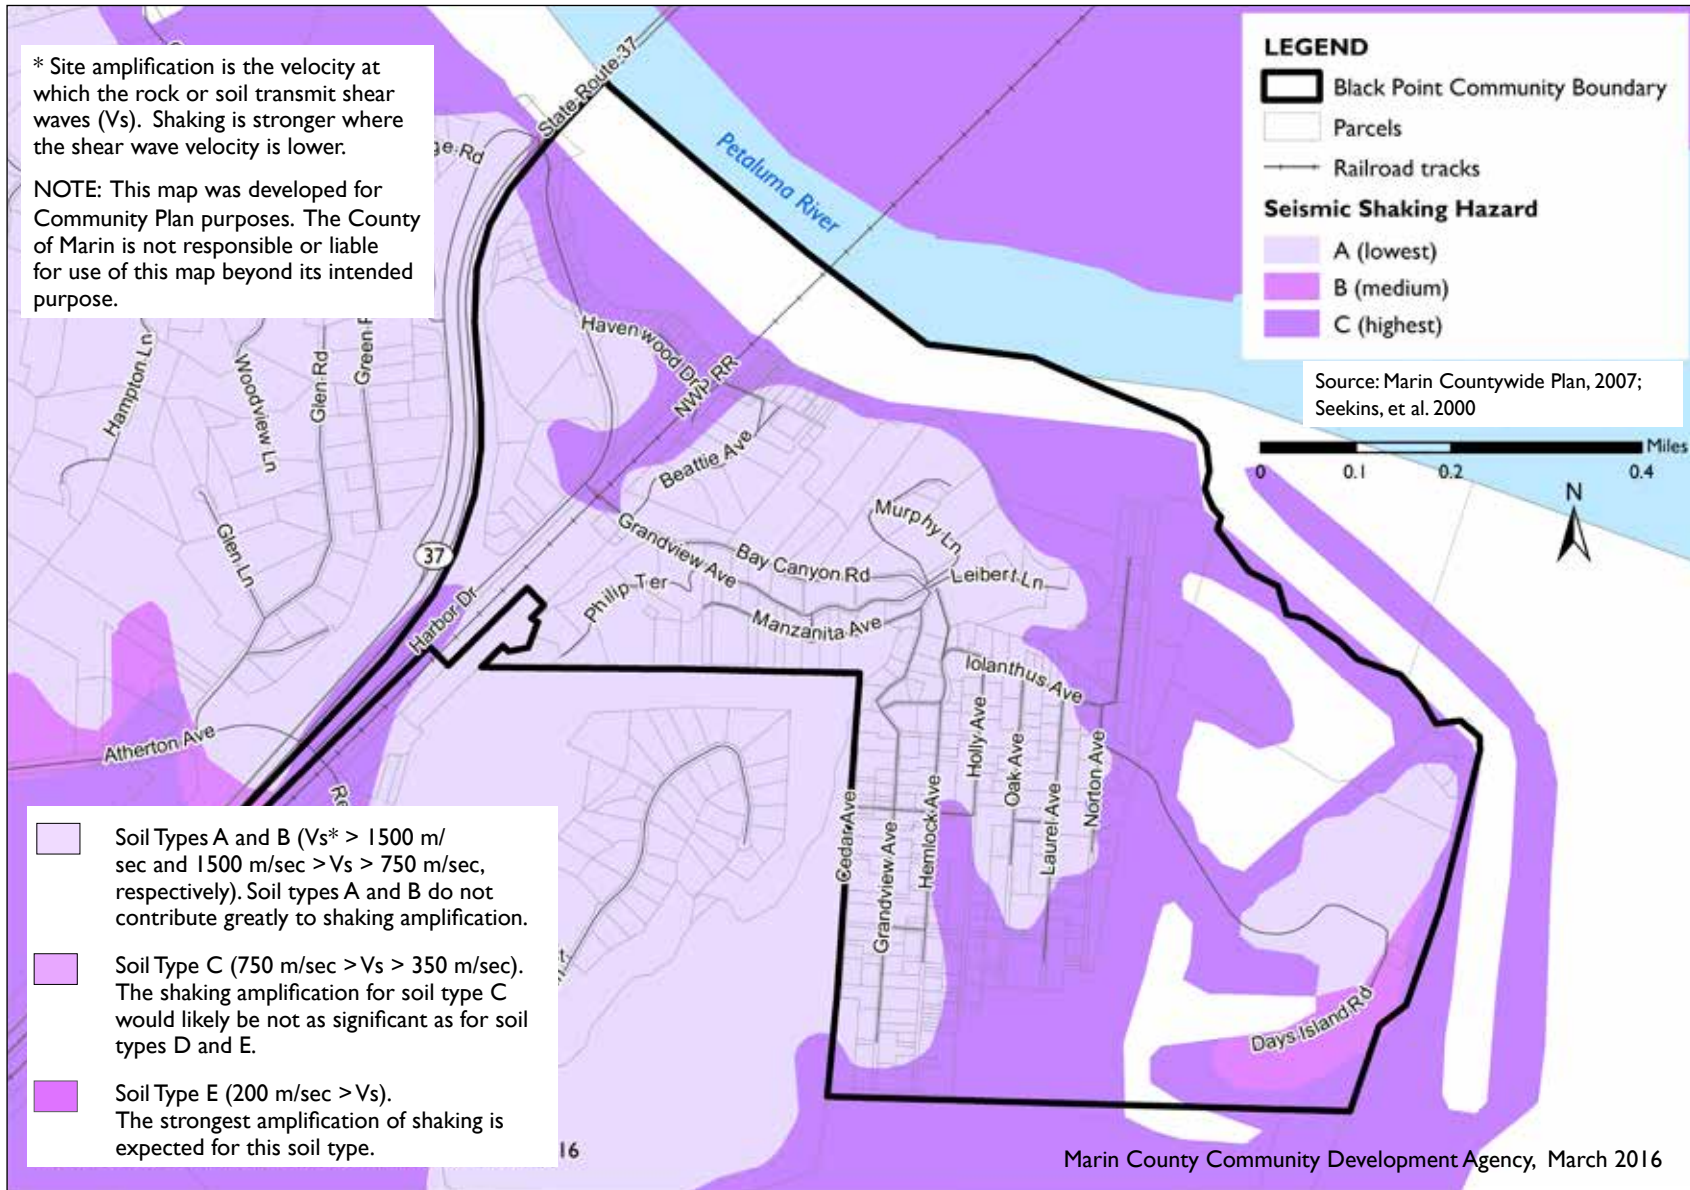 * Site amplification is the velocity at
which the rock or soil transmit shear
waves (Vs). Shaking is stronger where
the shear wave velocity is lower.
NOTE: This map was developed for
Community Plan purposes. The County
of Marin is not responsible or liable
for use of this map beyond its intended
purpose.
LEGEND
Black Point Community Boundary
Parcels
Railroad tracks
Seismic Shaking Hazard
A (lowest)
B (medium)
C (highest)
Source: Marin Countywide Plan, 2007;
Seekins, et al. 2000
Miles
0 0.1 0.2 0.4
N
State Route 37
Petaluma River
ge Rd
Hampton Ln
Woodview Ln
Glen Rd
Green
Glen Ln
37
Harbor Dr
Atherton Ave
Re
Havenwood Dr
NWP RR
Beattie Ave
Grandview Ave
Philip Ter
Bay Canyon Rd
Murphy Ln
Leibert Ln
Manzanita Ave
Iolanthus Ave
Cedar Ave
Grandview Ave
Hemlock Ave
Holly Ave
Oak Ave
Laurel Ave
Norton Ave
Days Island Rd
Soil Types A and B (Vs* > 1500 m/
sec and 1500 m/sec > Vs > 750 m/sec,
respectively). Soil types A and B do not
contribute greatly to shaking amplification.
Soil Type C (750 m/sec > Vs > 350 m/sec).
The shaking amplification for soil type C
would likely be not as significant as for soil
types D and E.
Soil Type E (200 m/sec > Vs).
The strongest amplification of shaking is
expected for this soil type.
16
Marin County Community Development Agency, March 2016